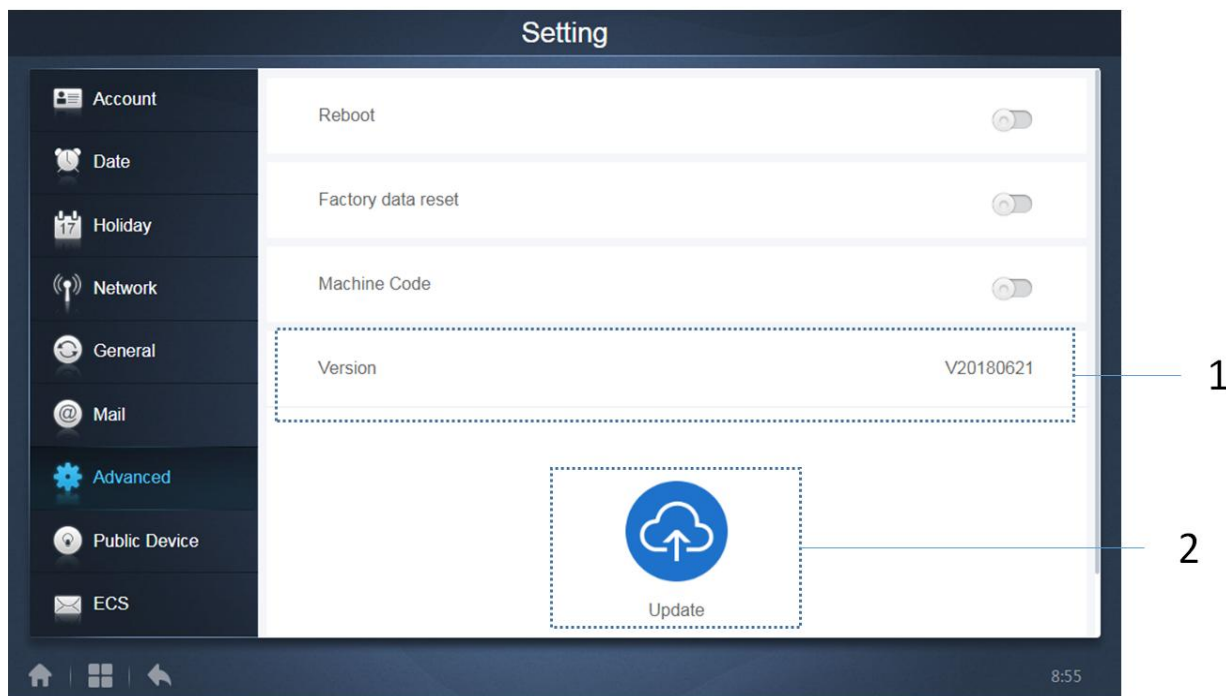 Setting
Account
Date
17
Holiday
Network
General
@
Mail
Advanced
Public Device
ECS
Reboot
Factory data reset
Machine Code
Version V20180621
1
Update
2
8:55